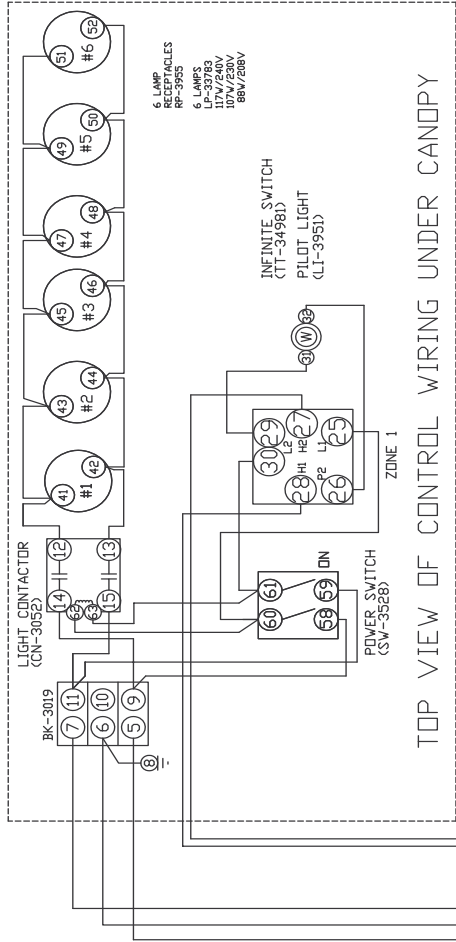 51
52
#6
49
50
#5
47
48
#4
45
46
#3
43
44
#2
41
42
#1
6 LAMP
RECEPTACLES
RP-3955
6 LAMPS
LP-33783
117W/240V
107W/230V
88W/208V
LIGHT CONTACTOR
(CN-3052)
12
13
14
15
62
63
BK-3019
7
11
6
10
5
9
8
INFINITE SWITCH
(TT-34981)
PILOT LIGHT
(LI-3951)
31
W
32
29
30
L2
27
H2
28
H1
L1
25
P2
26
ZONE 1
61
60
59
58
ON
POWER SWITCH
(SW-3528)
TOP VIEW OF CONTROL WIRING UNDER CANOPY